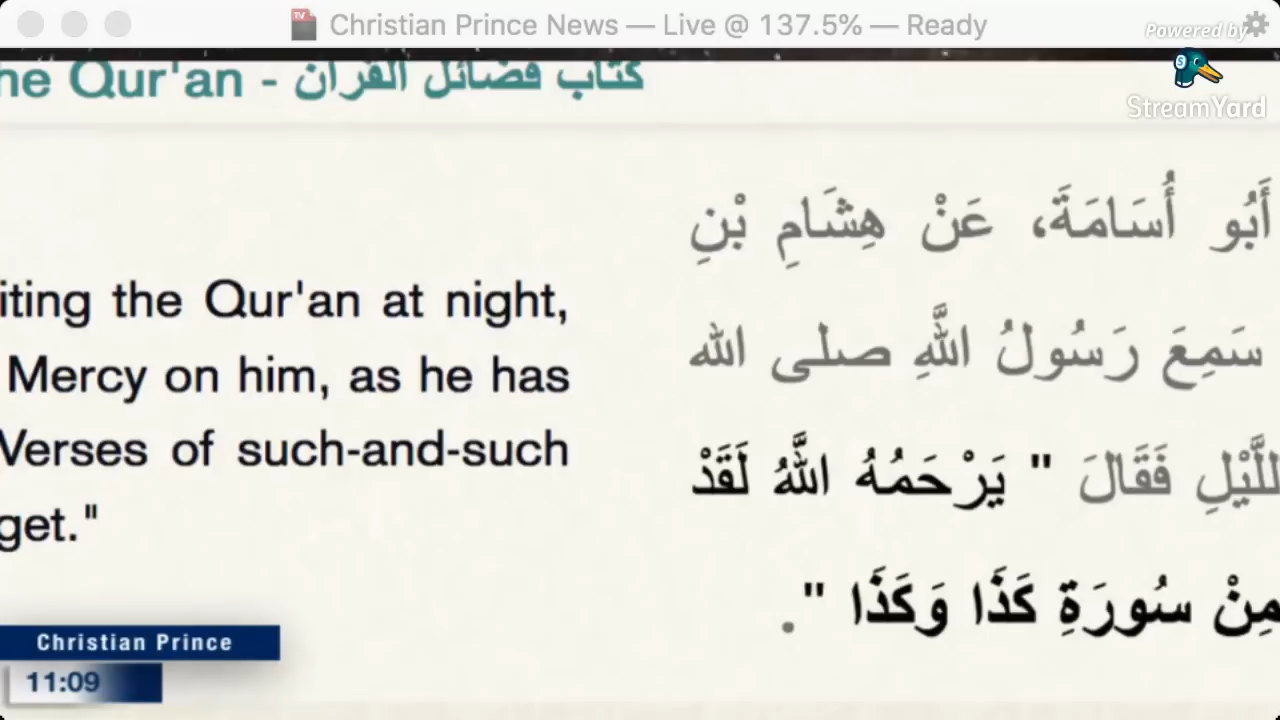 Christian Prince News — Live @ 137.5% — Ready
Powered by
StreamYard
he Qur'an - كتاب فضائل القرآن
iting the Qur'an at night,
Mercy on him, as he has
Verses of such-and-such
get."
أَبُو أُسَامَةَ، عَنْ هِشَامِ بْنِ
سَمِعَ رَسُولُ اللَّهِ صلى الله
للَّيْلِ فَقَالَ " يَرْحَمُهُ اللَّهُ لَقَدْ
مِنْ سُورَةِ كَذَا وَكَذَا " .
Christian Prince
11:09